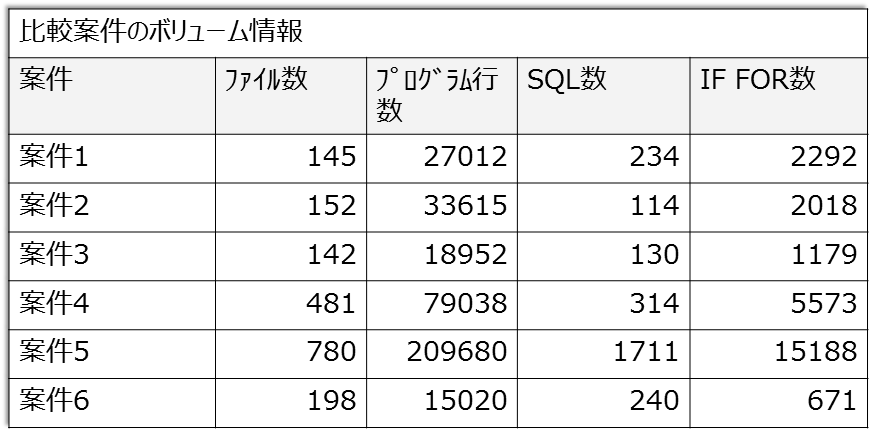 比較案件のボリューム情報
案件 ﾌｧｲﾙ数 ﾌﾟﾛｸﾞﾗﾑ行数 SQL数 IF FOR数
案件1 145 27012 234 2292
案件2 152 33615 114 2018
案件3 142 18952 130 1179
案件4 481 79038 314 5573
案件5 780 209680 1711 15188
案件6 198 15020 240 671